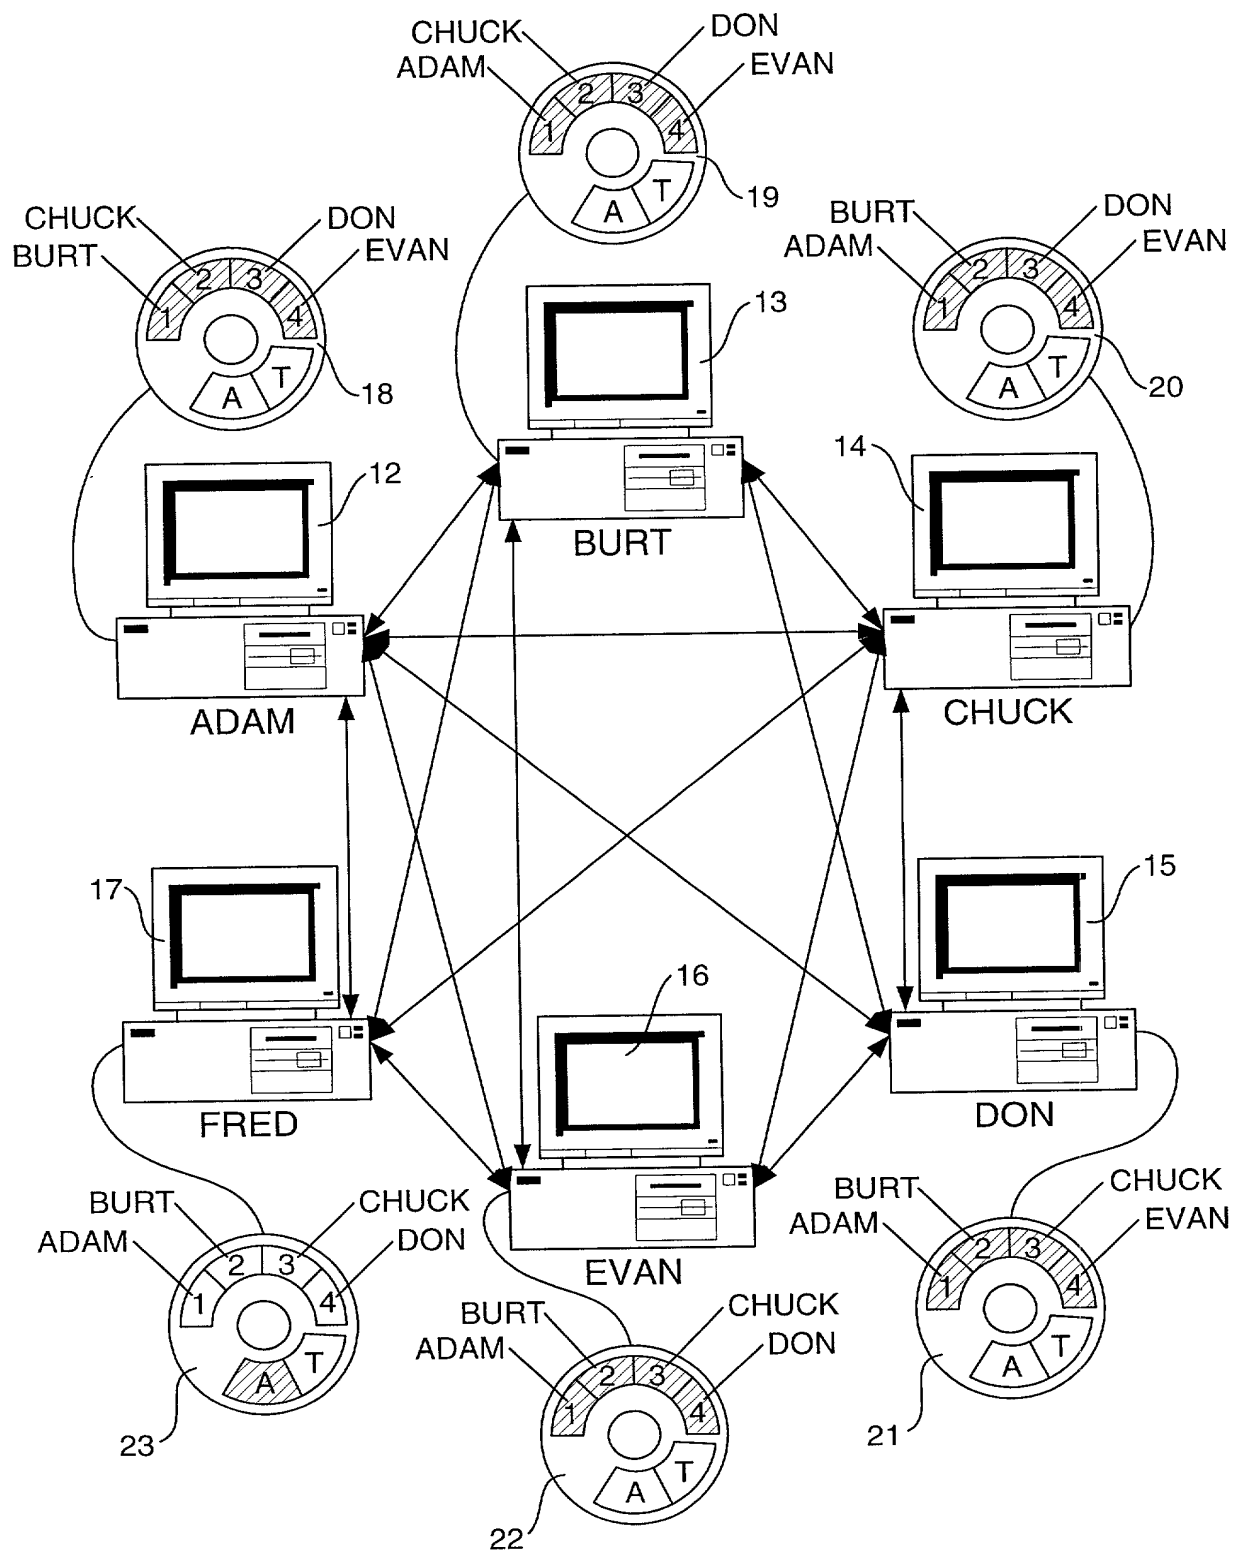 CHUCK
DON
ADAM
EVAN
2
3
1
4
T
A
19
CHUCK
DON
BURT
EVAN
2
3
1
4
T
A
18
BURT
DON
ADAM
EVAN
2
3
1
4
T
A
20
13
BURT
12
ADAM
14
CHUCK
17
FRED
15
DON
16
EVAN
BURT
CHUCK
ADAM
DON
2
3
1
4
T
A
23
BURT
CHUCK
ADAM
DON
2
3
1
4
T
A
22
BURT
CHUCK
ADAM
EVAN
2
3
1
4
T
A
21